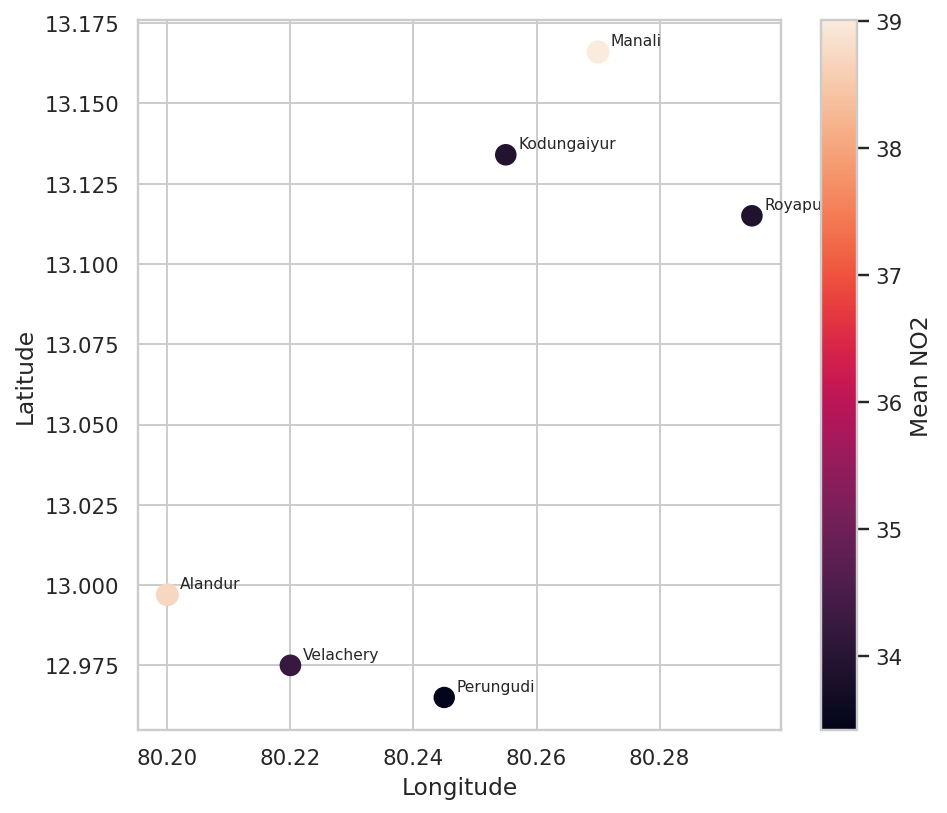 13.175
13.150
13.125
13.100
13.075
13.050
13.025
13.000
12.975
Latitude
Manali
Kodungaiyur
Royapu
Alandur
Velachery
Perungudi
80.20 80.22 80.24 80.26 80.28
Longitude
39
38
37
36
35
34
Mean NO2